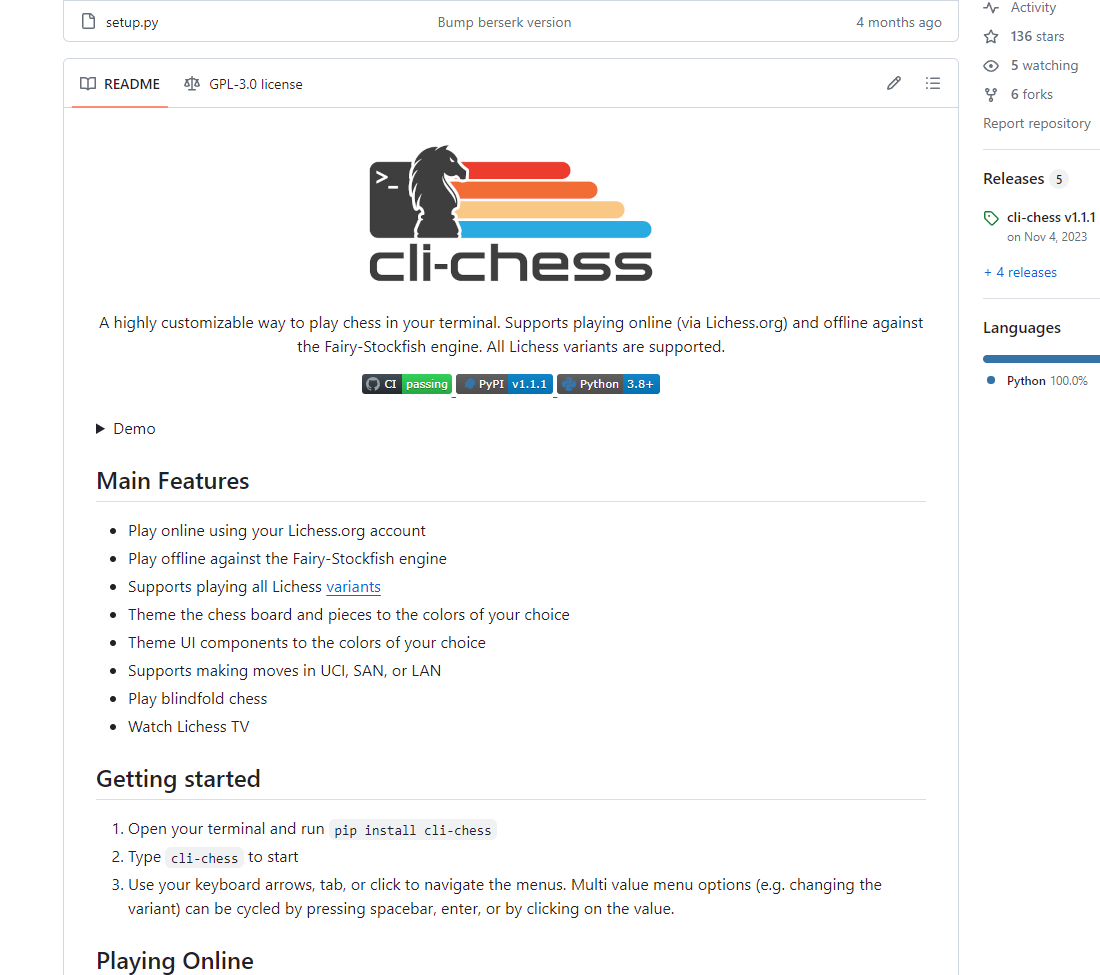 setup.py Bump berserk version 4 months ago
README GPL-3.0 license
>_
cli-chess
A highly customizable way to play chess in your terminal. Supports playing online (via Lichess.org) and offline against
the Fairy-Stockfish engine. All Lichess variants are supported.
CI passing PyPI v1.1.1 Python 3.8+
Demo
Main Features
Play online using your Lichess.org account
Play offline against the Fairy-Stockfish engine
Supports playing all Lichess variants
Theme the chess board and pieces to the colors of your choice
Theme UI components to the colors of your choice
Supports making moves in UCI, SAN, or LAN
Play blindfold chess
Watch Lichess TV
Getting started
1. Open your terminal and run pip install cli-chess
2. Type cli-chess to start
3. Use your keyboard arrows, tab, or click to navigate the menus. Multi value menu options (e.g. changing the
variant) can be cycled by pressing spacebar, enter, or by clicking on the value.
Playing Online
Activity
136 stars
5 watching
6 forks
Report repository
Releases 5
cli-chess v1.1.1
on Nov 4, 2023
+ 4 releases
Languages
Python 100.0%